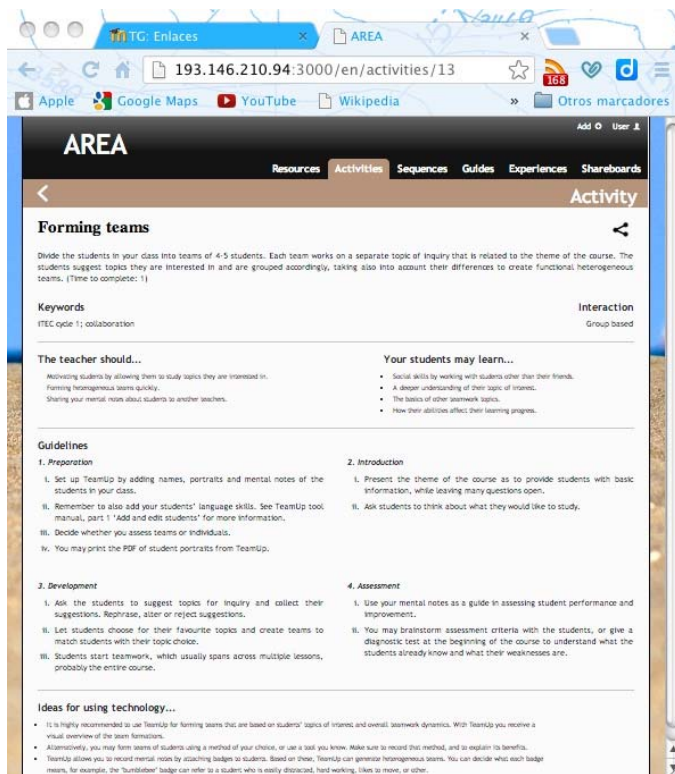 TG: Enlaces
AREA
193.146.210.94:3000/en/activities/13
168
Apple Google Maps YouTube Wikipedia » Otros marcadores
Add User
AREA
Resources Activities Sequences Guides Experiences Shareboards
Activity
Forming teams
Divide the students in your class into teams of 4-5 students. Each team works on a separate topic of inquiry that is related to the theme of the course. The
students suggest topics they are interested in and are grouped accordingly, taking also into account their differences to create functional heterogeneous
teams. (Time to complete: 1)
Keywords
ITEC cycle 1; collaboration
Interaction
Group based
The teacher should...
Motivating students by allowing them to study topics they are interested in.
Forming heterogeneous teams quickly.
Sharing your mental notes about students to another teachers.
Your students may learn...
• Social skills by working with students other than their friends.
• A deeper understanding of their topic of interest.
• The basics of other teamwork topics.
• How their abilities affect their learning progress.
Guidelines
1. Preparation
i. Set up TeamUp by adding names, portraits and mental notes of the
students in your class.
ii. Remember to also add your students' language skills. See TeamUp tool
manual, part 1 'Add and edit students' for more information.
iii. Decide whether you assess teams or individuals.
iv. You may print the PDF of student portraits from TeamUp.
2. Introduction
i. Present the theme of the course as to provide students with basic
information, while leaving many questions open.
ii. Ask students to think about what they would like to study.
3. Development
i. Ask the students to suggest topics for inquiry and collect their
suggestions. Rephrase, alter or reject suggestions.
ii. Let students choose for their favourite topics and create teams to
match students with their topic choice.
iii. Students start teamwork, which usually spans across multiple lessons,
probably the entire course.
4. Assessment
i. Use your mental notes as a guide in assessing student performance and
improvement.
ii. You may brainstorm assessment criteria with the students, or give a
diagnostic test at the beginning of the course to understand what the
students already know and what their weaknesses are.
Ideas for using technology...
• It is highly recommended to use TeamUp for forming teams that are based on students' topics of interest and overall teamwork dynamics. With TeamUp you receive a
visual overview of the team formations.
• Alternatively, you may form teams of students using a method of your choice, or use a tool you know. Make sure to record that method, and to explain its benefits.
• TeamUp allows you to record mental notes by attaching badges to students. Based on these, TeamUp can generate heterogeneous teams. You can decide what each badge
means, for example, the "bumblebee" badge can refer to a student who is easily distracted, hard working, likes to move, or other.